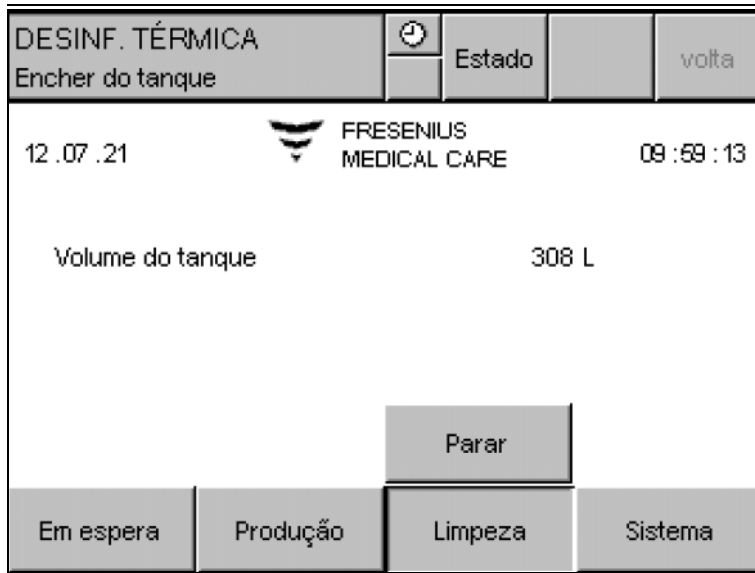 DESINF. TÉRMICA
Encher do tanque
Estado
volta
12 .07 .21
FRESENIUS
MEDICAL CARE
09 :59 : 13
Volume do tanque 308 L
Parar
Em espera Produção Limpeza Sistema